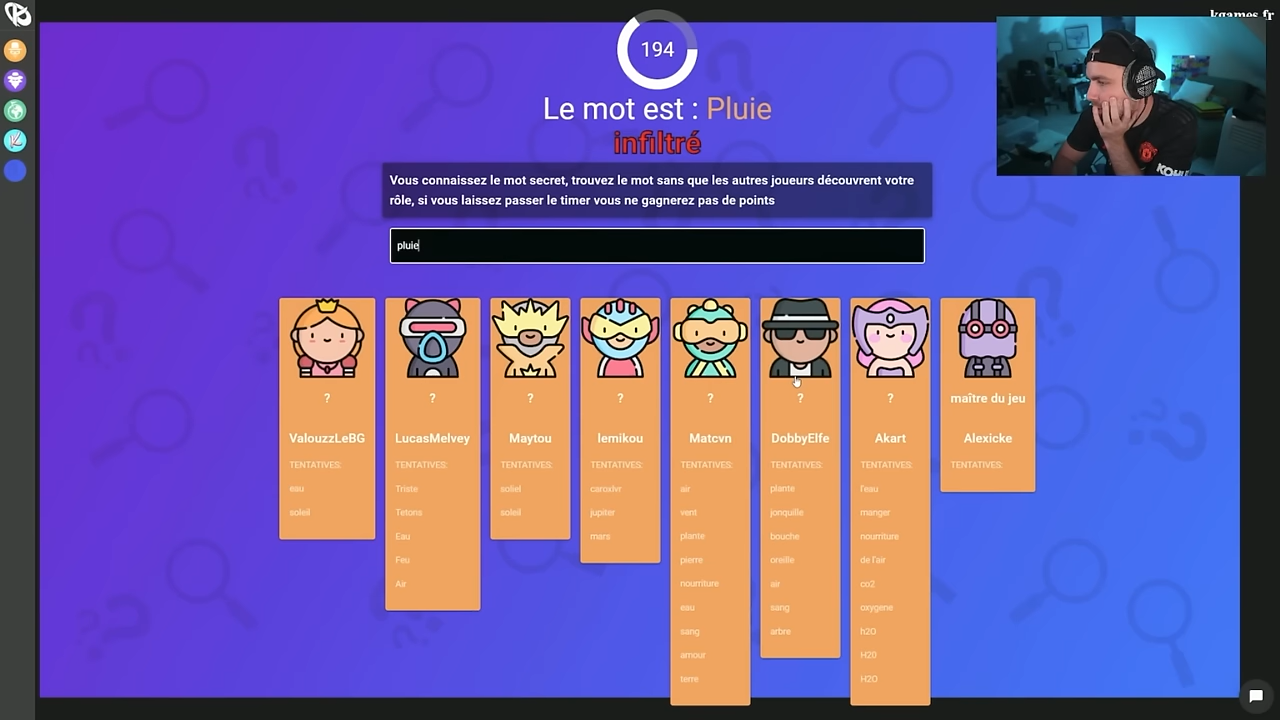 kgames.fr
194
Le mot est : Pluie
infiltré
Vous connaissez le mot secret, trouvez le mot sans que les autres joueurs découvrent votre
rôle, si vous laissez passer le timer vous ne gagnerez pas de points
pluie
?
ValouzzLeBG
TENTATIVES:
eau
soleil
?
LucasMelvey
TENTATIVES:
Triste
Tetons
Eau
Feu
Air
?
Maytou
TENTATIVES:
soliel
soleil
?
lemikou
TENTATIVES:
caroxivr
jupiter
mars
?
Matcvn
TENTATIVES:
air
vent
plante
pierre
nourriture
eau
sang
amour
terre
?
DobbyElfe
TENTATIVES:
plante
jonquille
bouche
oreille
air
sang
arbre
?
Akart
TENTATIVES:
l'eau
manger
nourriture
de l'air
co2
oxygene
h2O
H20
H2O
maître du jeu
Alexicke
TENTATIVES: